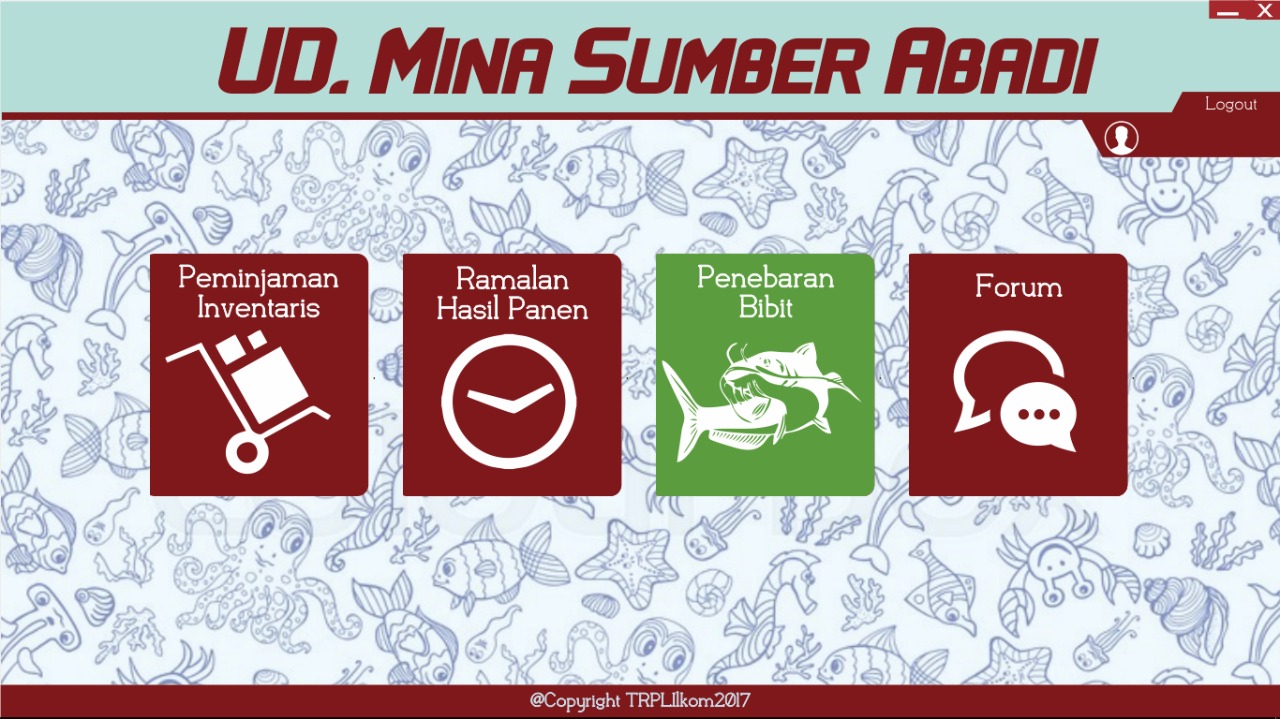 UD. MINA SUMBER ABADI
Logout
Peminjaman
Inventaris
Ramalan
Hasil Panen
Penebaran
Bibit
Forum
@Copyright TRPLIlkom2017